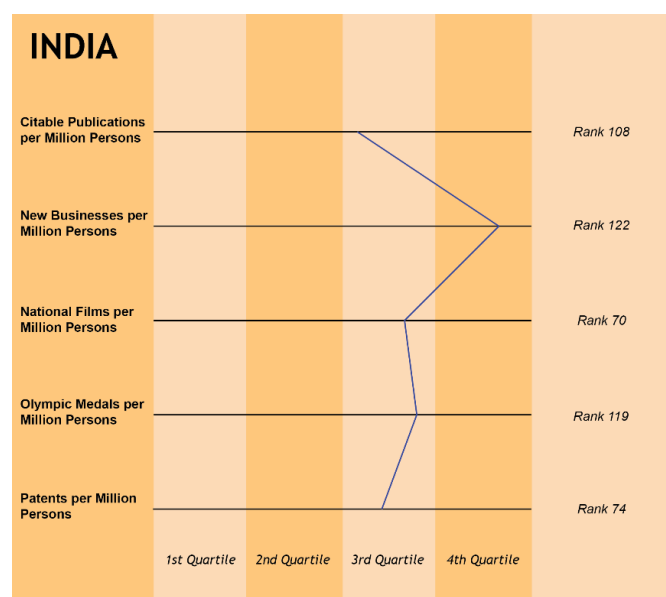 INDIA
Citable Publications
per Million Persons
Rank 108
New Businesses per
Million Persons
Rank 122
National Films per
Million Persons
Rank 70
Olympic Medals per
Million Persons
Rank 119
Patents per Million
Persons
Rank 74
1st Quartile
2nd Quartile
3rd Quartile
4th Quartile